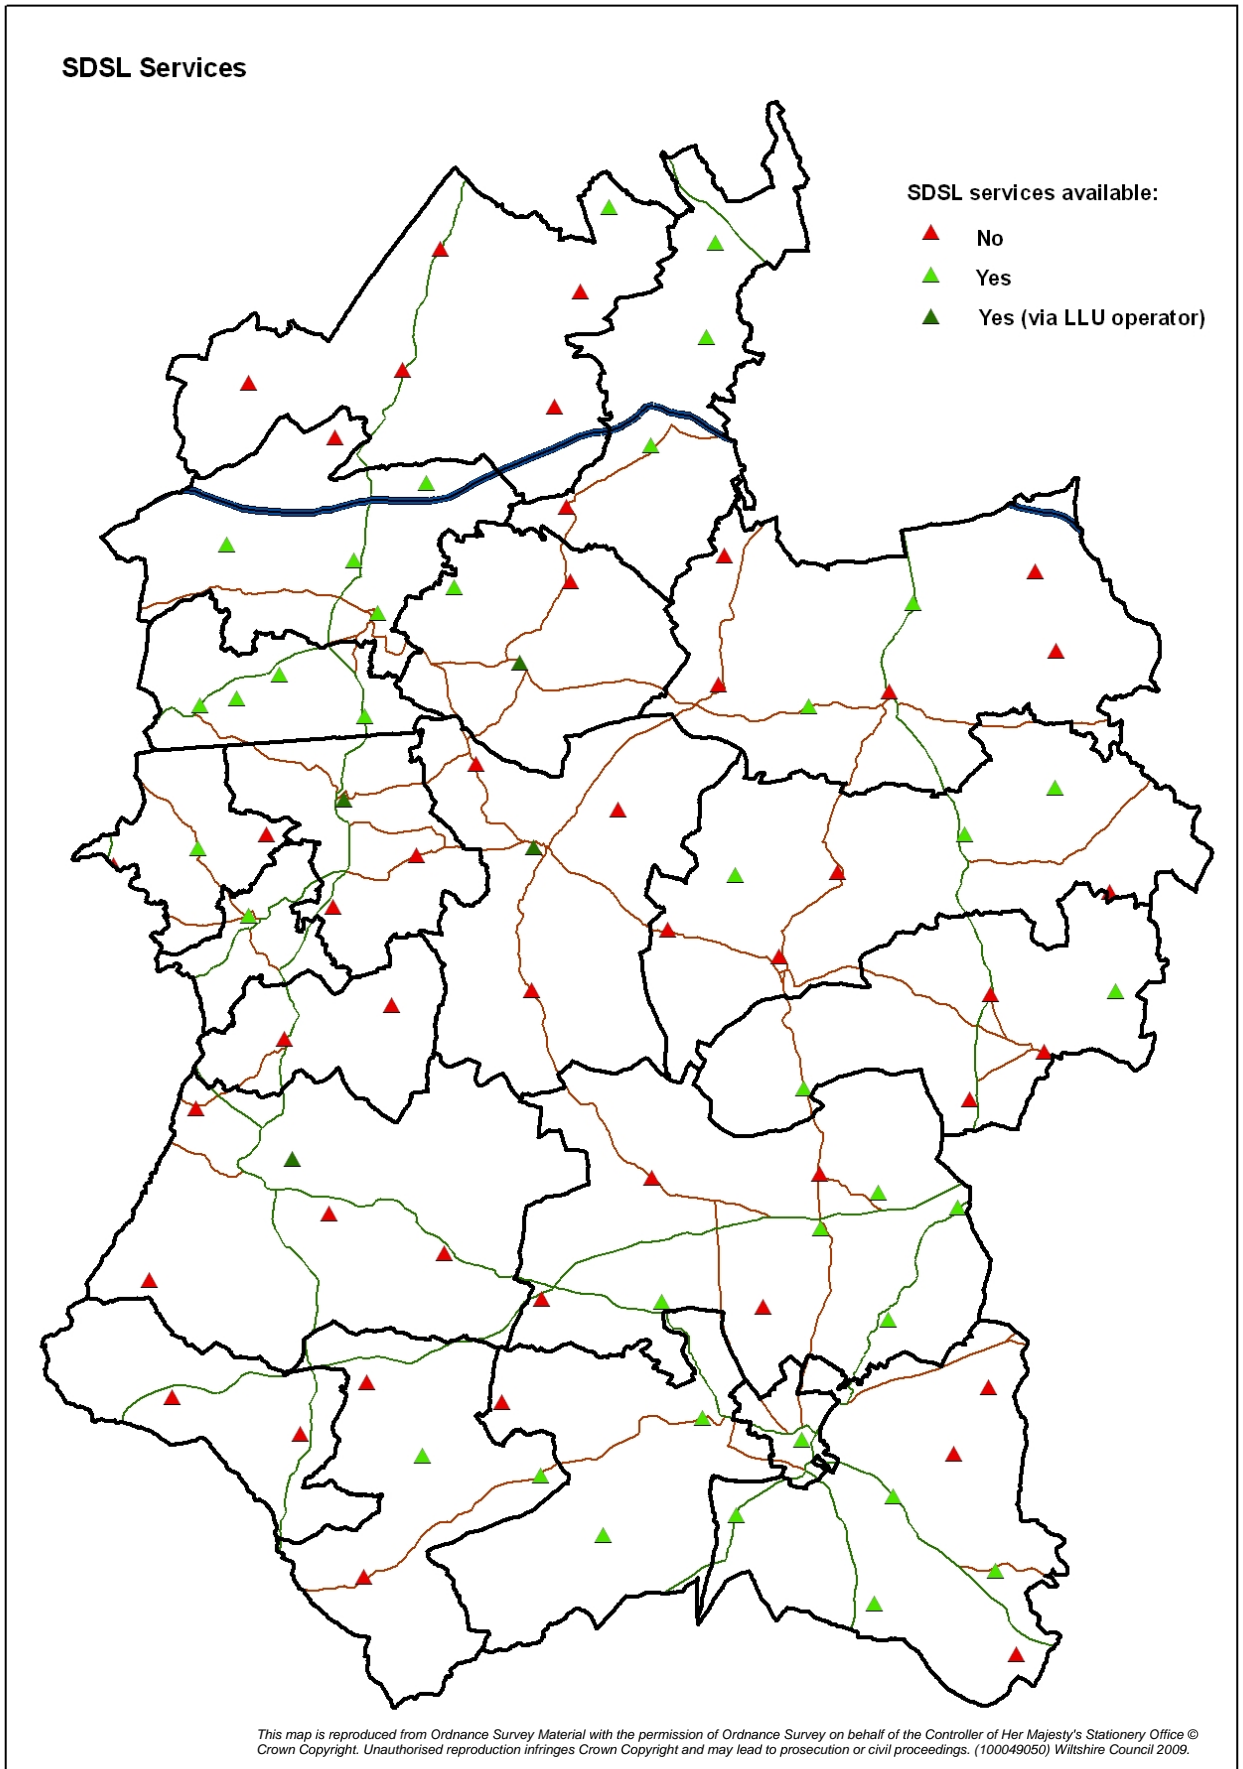 SDSL Services
SDSL services available:
No
Yes
Yes (via LLU operator)
This map is reproduced from Ordnance Survey Material with the permission of Ordnance Survey on behalf of the Controller of Her Majesty's Stationery Office ©
Crown Copyright. Unauthorised reproduction infringes Crown Copyright and may lead to prosecution or civil proceedings. (100049050) Wiltshire Council 2009.